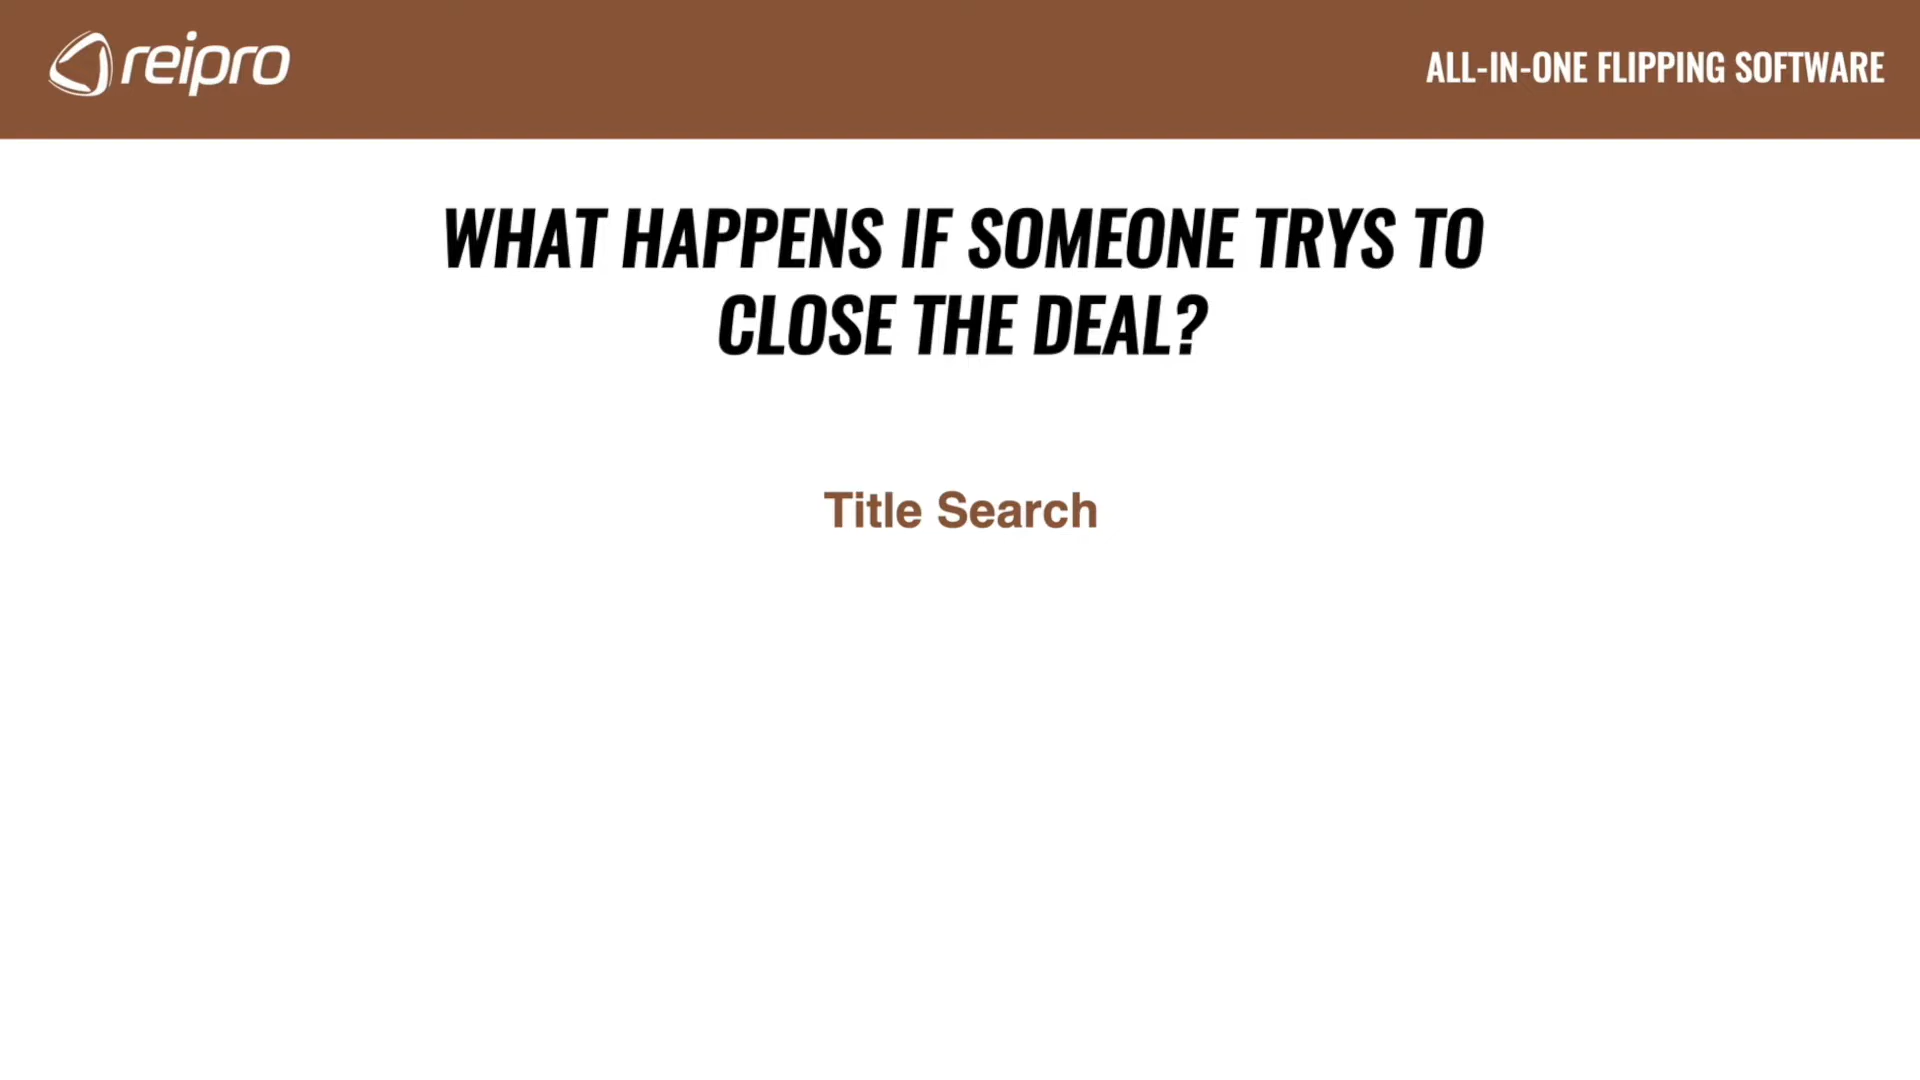 reipro
ALL-IN-ONE FLIPPING SOFTWARE
WHAT HAPPENS IF SOMEONE TRYS TO
CLOSE THE DEAL?
Title Search